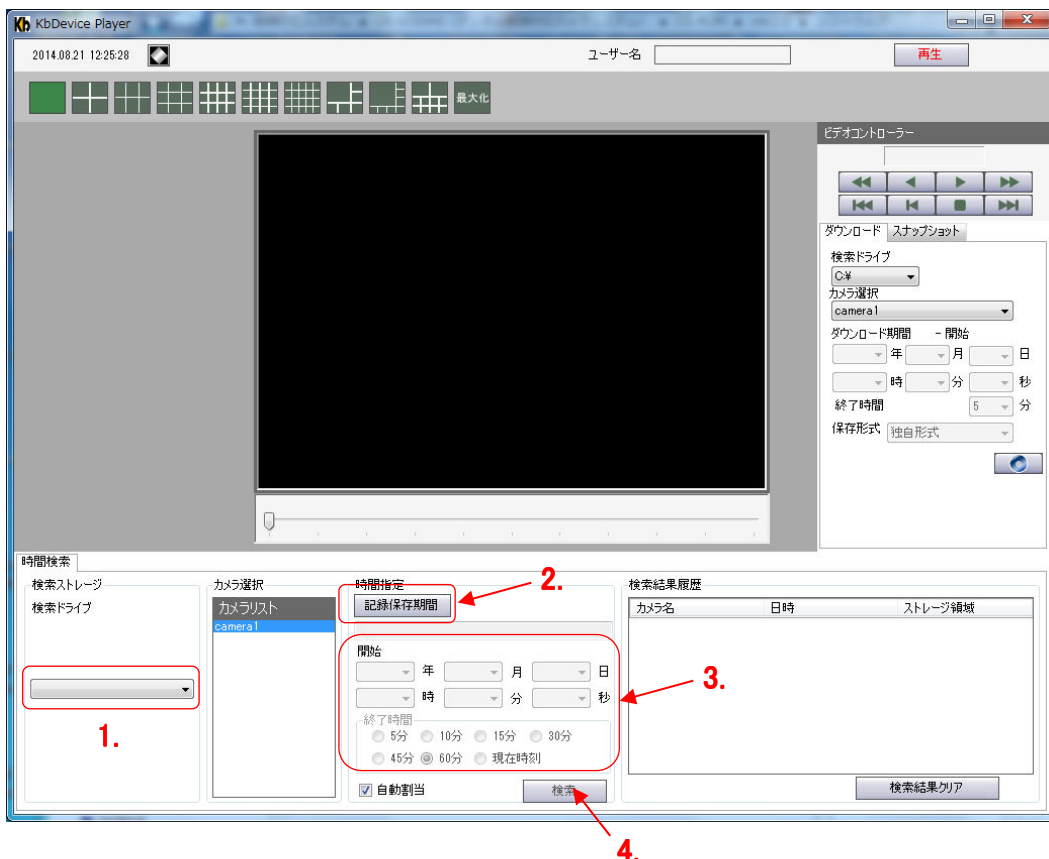 KbDevice Player
2014.08.21 12:25:28
ユーザー名
再生
最大化
ビデオコントローラー
ダウンロード スナップショット
検索ドライブ
C:¥
カメラ選択
camera1
ダウンロード期間 - 開始
年 月 日
時 分 秒
終了時間 5 分
保存形式 独自形式
時間検索
検索ストレージ
検索ドライブ
1.
カメラ選択
カメラリスト
camera1
時間指定
記録保存期間
2.
開始
年 月 日
時 分 秒
3.
終了時間
5分 10分 15分 30分
45分 60分 現在時刻
自動割当
検索
4.
検索結果履歴
カメラ名 日時 ストレージ領域
検索結果クリア